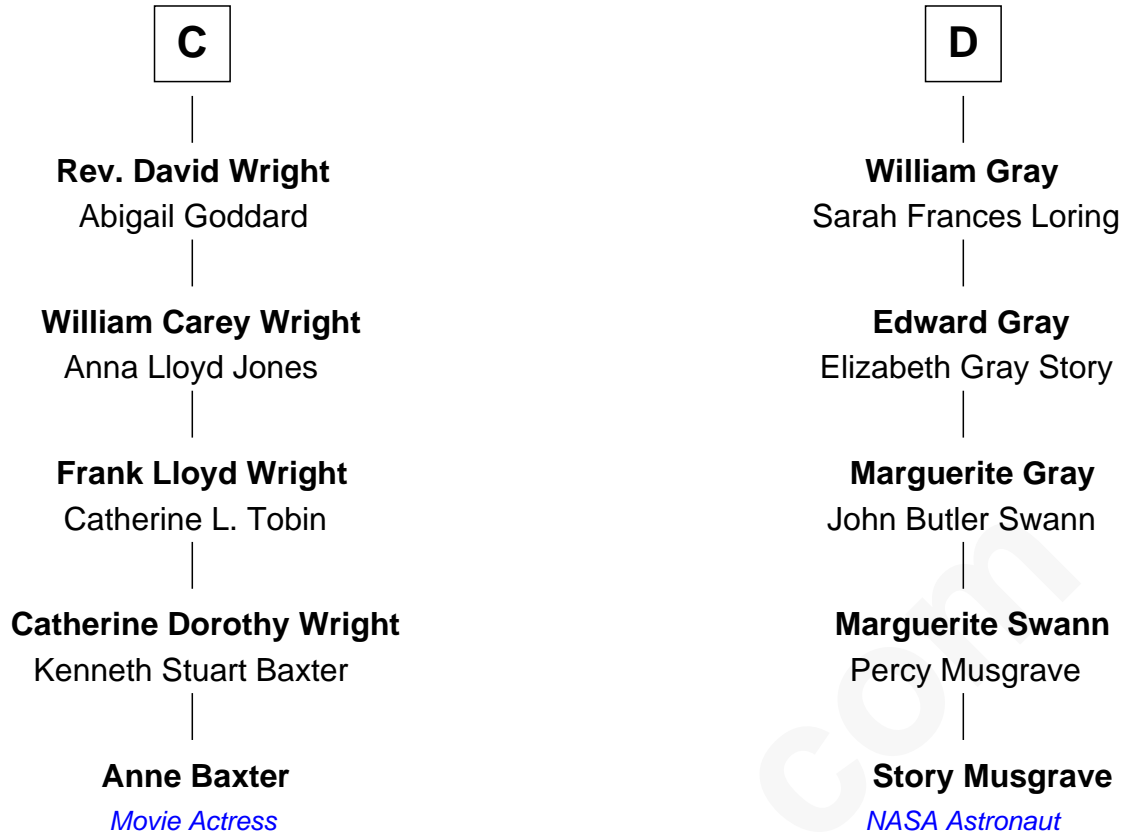 C
Rev. David Wright
Abigail Goddard
William Carey Wright
Anna Lloyd Jones
Frank Lloyd Wright
Catherine L. Tobin
Catherine Dorothy Wright
Kenneth Stuart Baxter
Anne Baxter
Movie Actress
D
William Gray
Sarah Frances Loring
Edward Gray
Elizabeth Gray Story
Marguerite Gray
John Butler Swann
Marguerite Swann
Percy Musgrave
Story Musgrave
NASA Astronaut
com